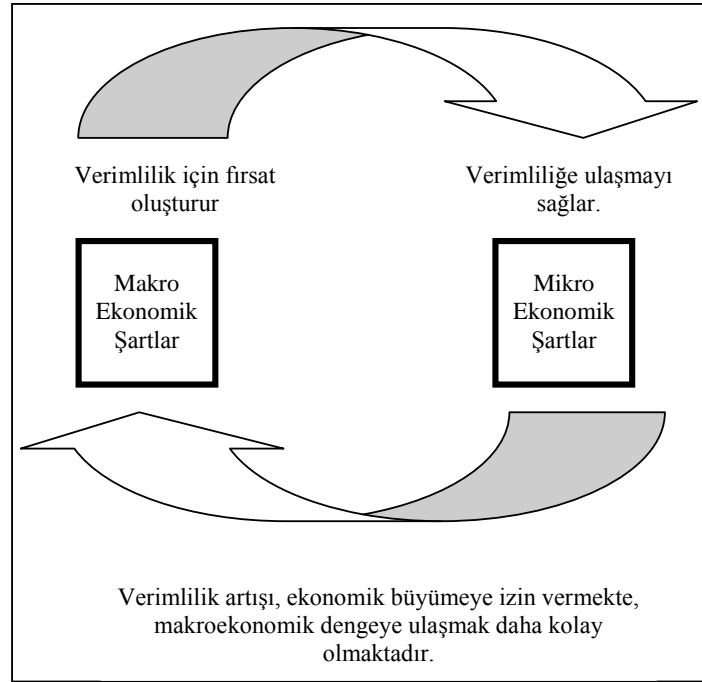 Verimlilik için fırsat
oluşturur
Verimliliğe ulaşmayı
sağlar.
Makro
Ekonomik
Şartlar
Mikro
Ekonomik
Şartlar
Verimlilik artışı, ekonomik büyümeye izin vermekte,
makroekonomik dengeye ulaşmak daha kolay
olmaktadır.